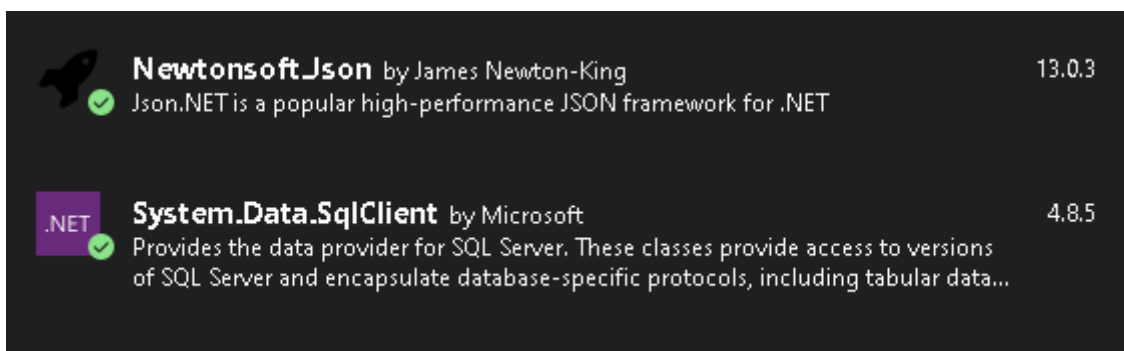 Newtonsoft.Json by James Newton-King 13.0.3
Json.NET is a popular high-performance JSON framework for .NET
.NET System.Data.SqlClient by Microsoft 4.8.5
Provides the data provider for SQL Server. These classes provide access to versions
of SQL Server and encapsulate database-specific protocols, including tabular data...